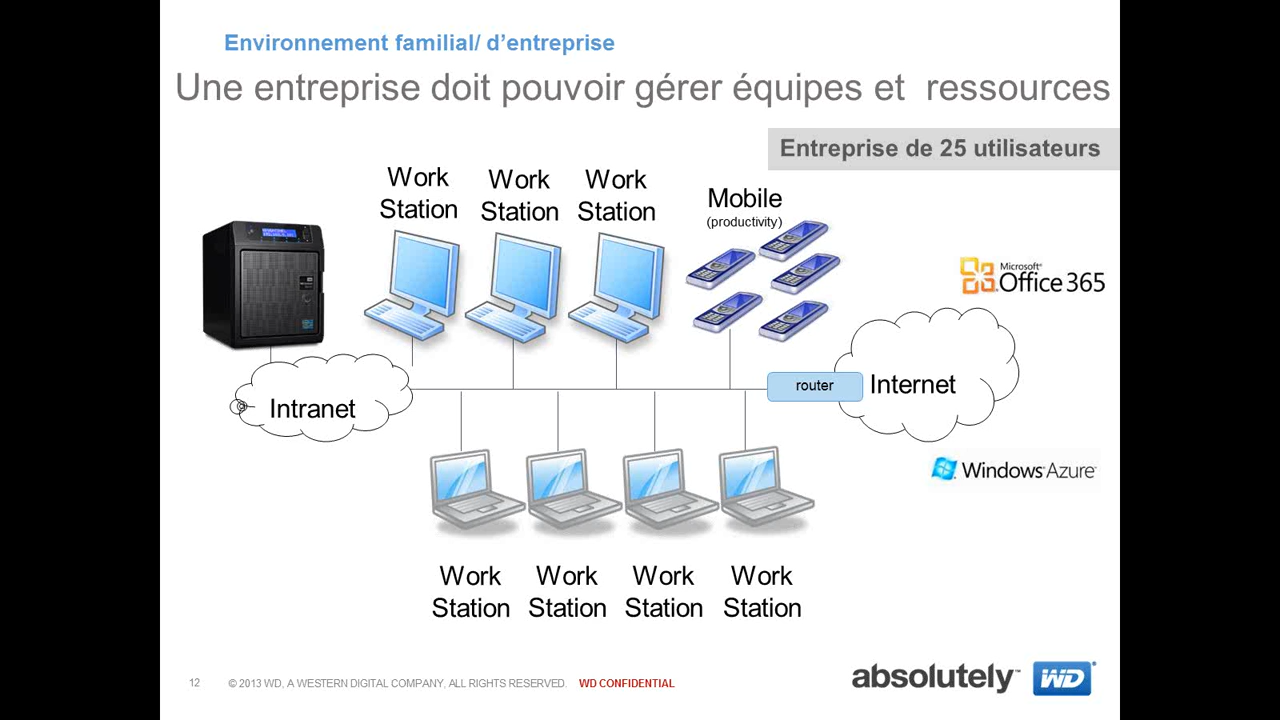 Environnement familial/ d’entreprise
Une entreprise doit pouvoir gérer équipes et ressources
Entreprise de 25 utilisateurs
Work Station
Work Station
Work Station
Mobile
(productivity)
Microsoft®
Office 365
Intranet
router
Internet
Windows Azure
Work Station
Work Station
Work Station
Work Station
12
© 2013 WD, A WESTERN DIGITAL COMPANY, ALL RIGHTS RESERVED. WD CONFIDENTIAL
absolutely™ WD®